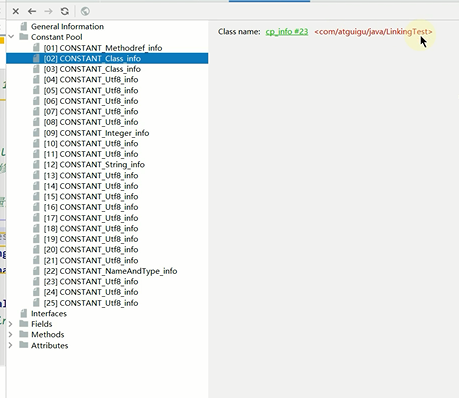 General Information
Constant Pool
[01] CONSTANT_Methodref_info
[02] CONSTANT_Class_info
[03] CONSTANT_Class_info
[04] CONSTANT_Utf8_info
[05] CONSTANT_Utf8_info
[06] CONSTANT_Utf8_info
[07] CONSTANT_Utf8_info
[08] CONSTANT_Utf8_info
[09] CONSTANT_Integer_info
[10] CONSTANT_Utf8_info
[11] CONSTANT_Utf8_info
[12] CONSTANT_String_info
[13] CONSTANT_Utf8_info
[14] CONSTANT_Utf8_info
[15] CONSTANT_Utf8_info
[16] CONSTANT_Utf8_info
[17] CONSTANT_Utf8_info
[18] CONSTANT_Utf8_info
[19] CONSTANT_Utf8_info
[20] CONSTANT_Utf8_info
[21] CONSTANT_Utf8_info
[22] CONSTANT_NameAndType_info
[23] CONSTANT_Utf8_info
[24] CONSTANT_Utf8_info
[25] CONSTANT_Utf8_info
Interfaces
Fields
Methods
Attributes
Class name: cp_info #23 <com/atguigu/java/LinkingTest>